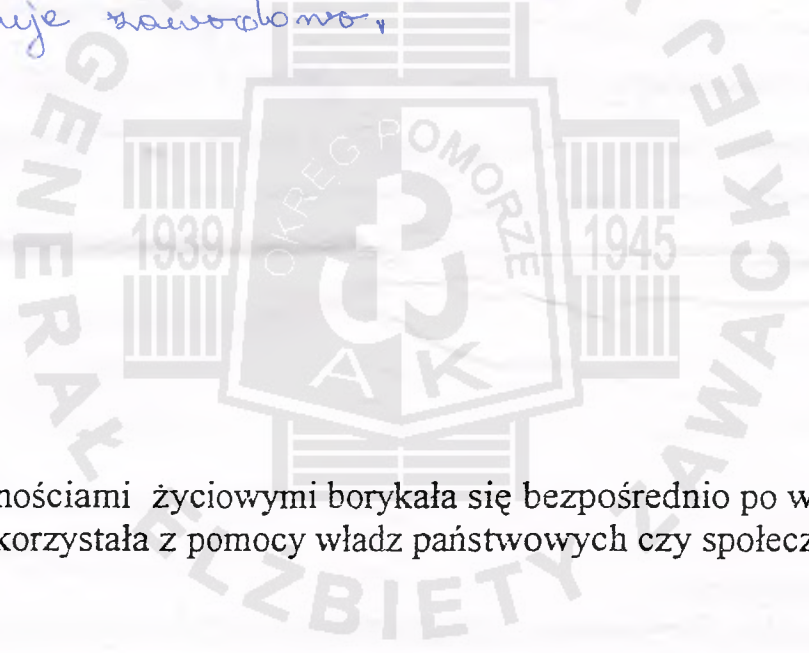 uje zawodowo.
GENERAŁ ELŻBIETY ZAWACKIEJ
OKRĘG POMORZE
1939 1945
AK
nościami życiowymi borykała się bezpośrednio po w
korzystała z pomocy władz państwowych czy społecz